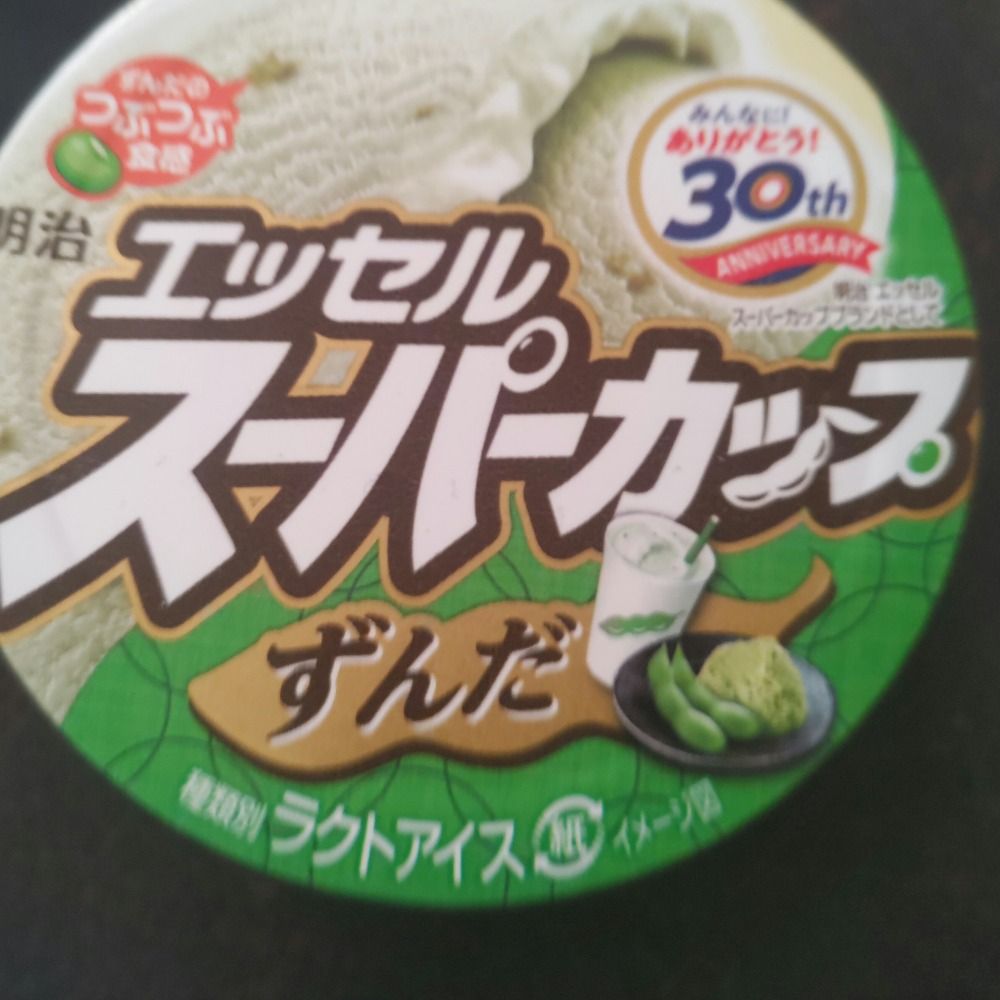 ずんだの
つぶつぶ
食感
みんなに!
ありがとう!
30th
ANNIVERSARY
明治 エッセル
スーパーカップブランドとして
明治
エッセル
スーパーカップ
ずんだ
種類別 ラクトアイス 紙 イメージ図